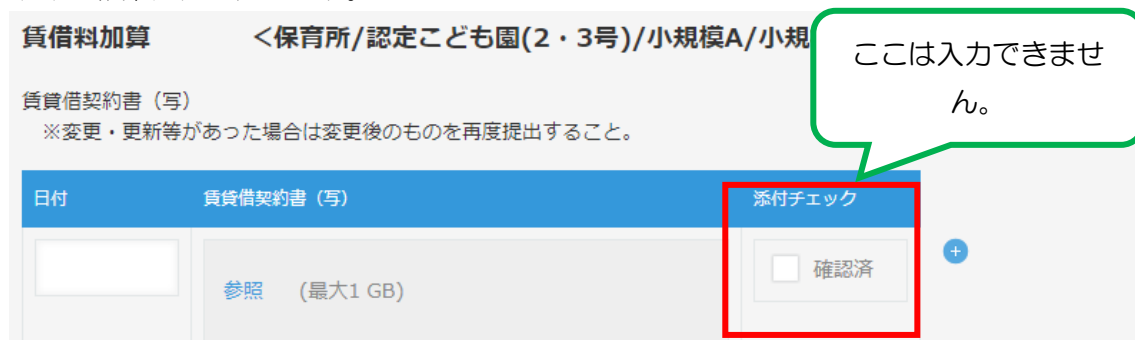 賃借料加算 <保育所/認定こども園(2・3号)/小規模A/小規
ここは入力できませ
ん。
賃貸借契約書（写）
※変更・更新等があった場合は変更後のものを再度提出すること。
日付 賃貸借契約書（写） 添付チェック
参照 (最大1 GB) 確認済